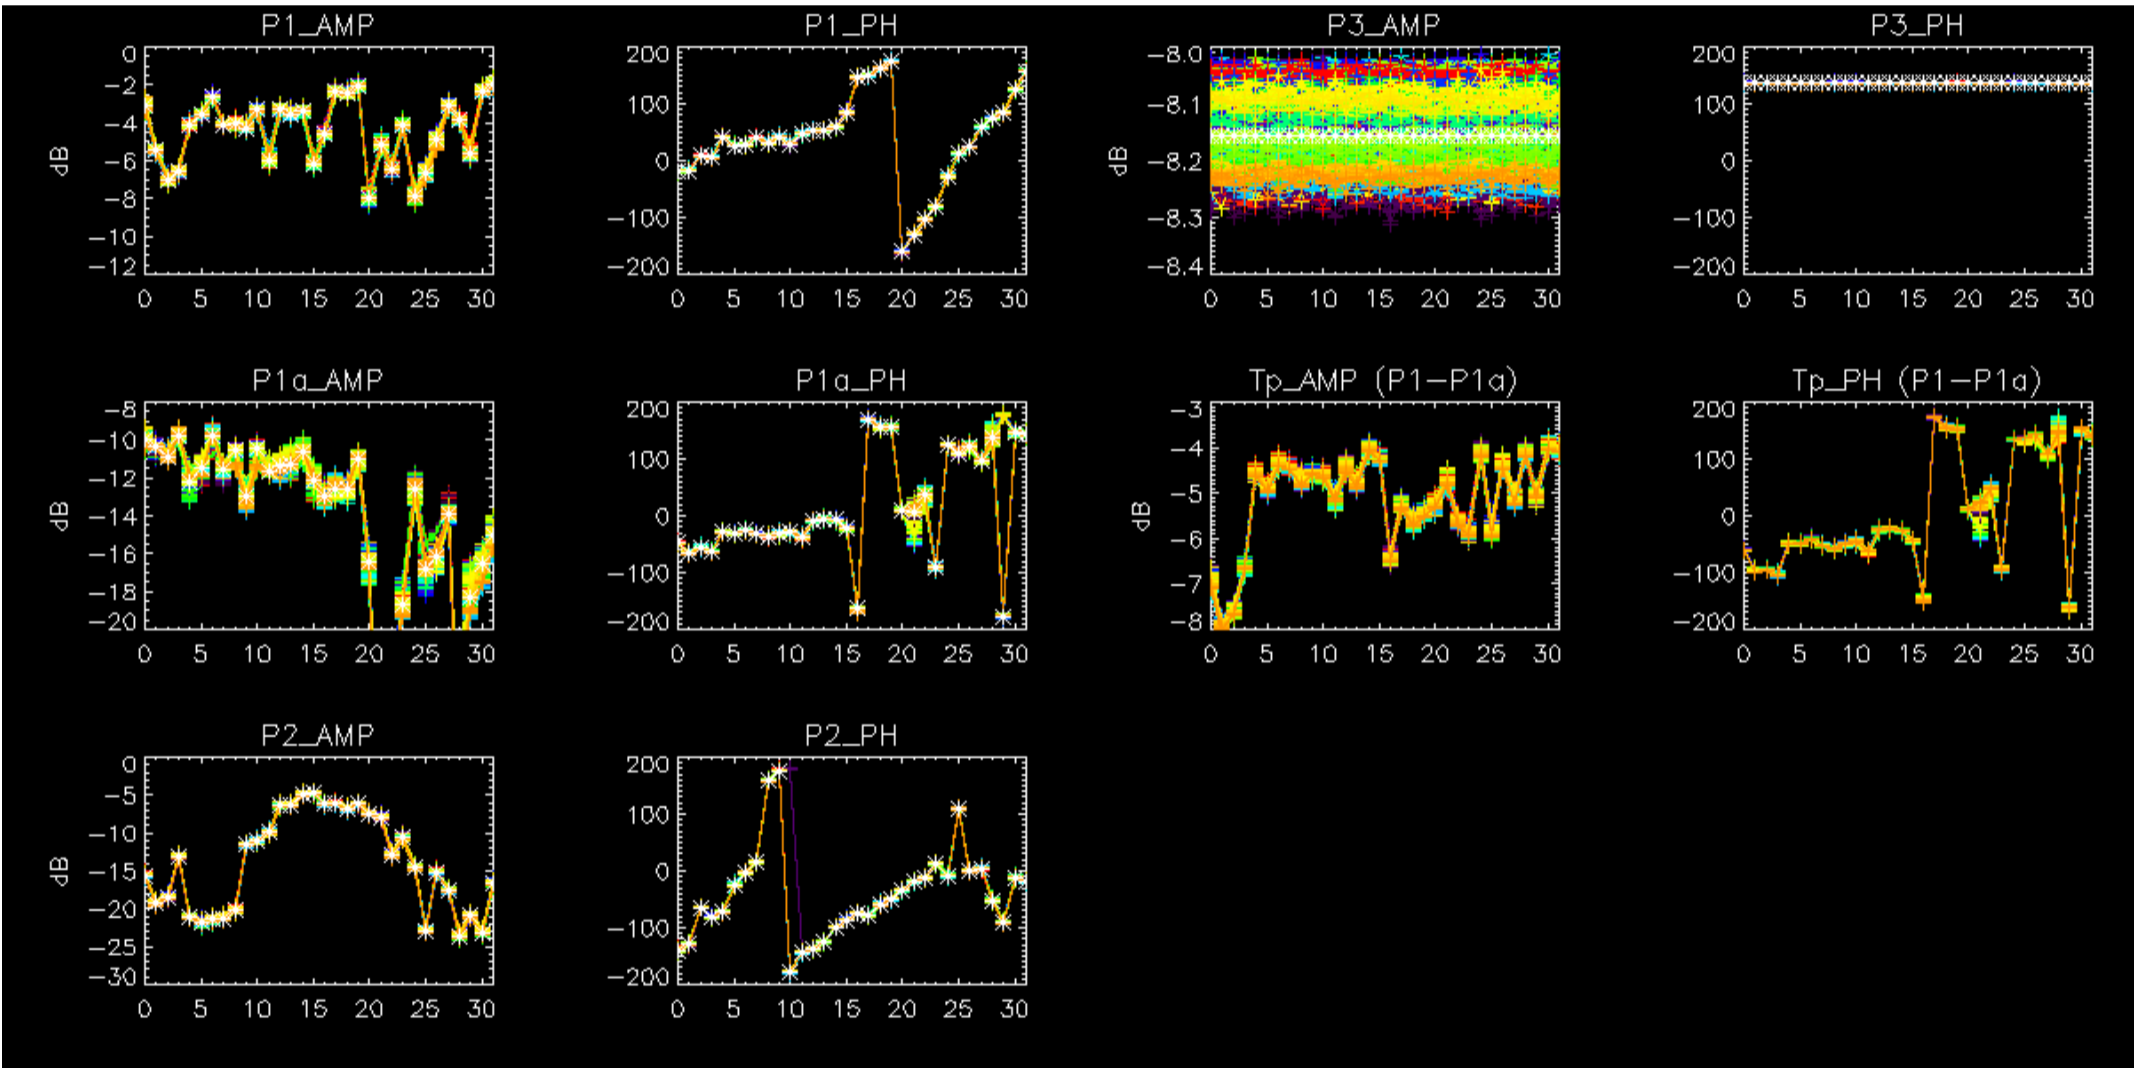 P1_AMP
P1_PH
P3_AMP
P3_PH
dB
0
-2
-4
-6
-8
-10
-12
0 5 10 15 20 25 30
200
100
0
-100
-200
0 5 10 15 20 25 30
dB
-8.0
-8.1
-8.2
-8.3
-8.4
0 5 10 15 20 25 30
200
100
0
-100
-200
0 5 10 15 20 25 30
P1a_AMP
P1a_PH
Tp_AMP (P1-P1a)
Tp_PH (P1-P1a)
dB
-8
-10
-12
-14
-16
-18
-20
0 5 10 15 20 25 30
200
100
0
-100
-200
0 5 10 15 20 25 30
dB
-3
-4
-5
-6
-7
-8
0 5 10 15 20 25 30
200
100
0
-100
-200
0 5 10 15 20 25 30
P2_AMP
P2_PH
dB
0
-5
-10
-15
-20
-25
-30
0 5 10 15 20 25 30
200
100
0
-100
-200
0 5 10 15 20 25 30